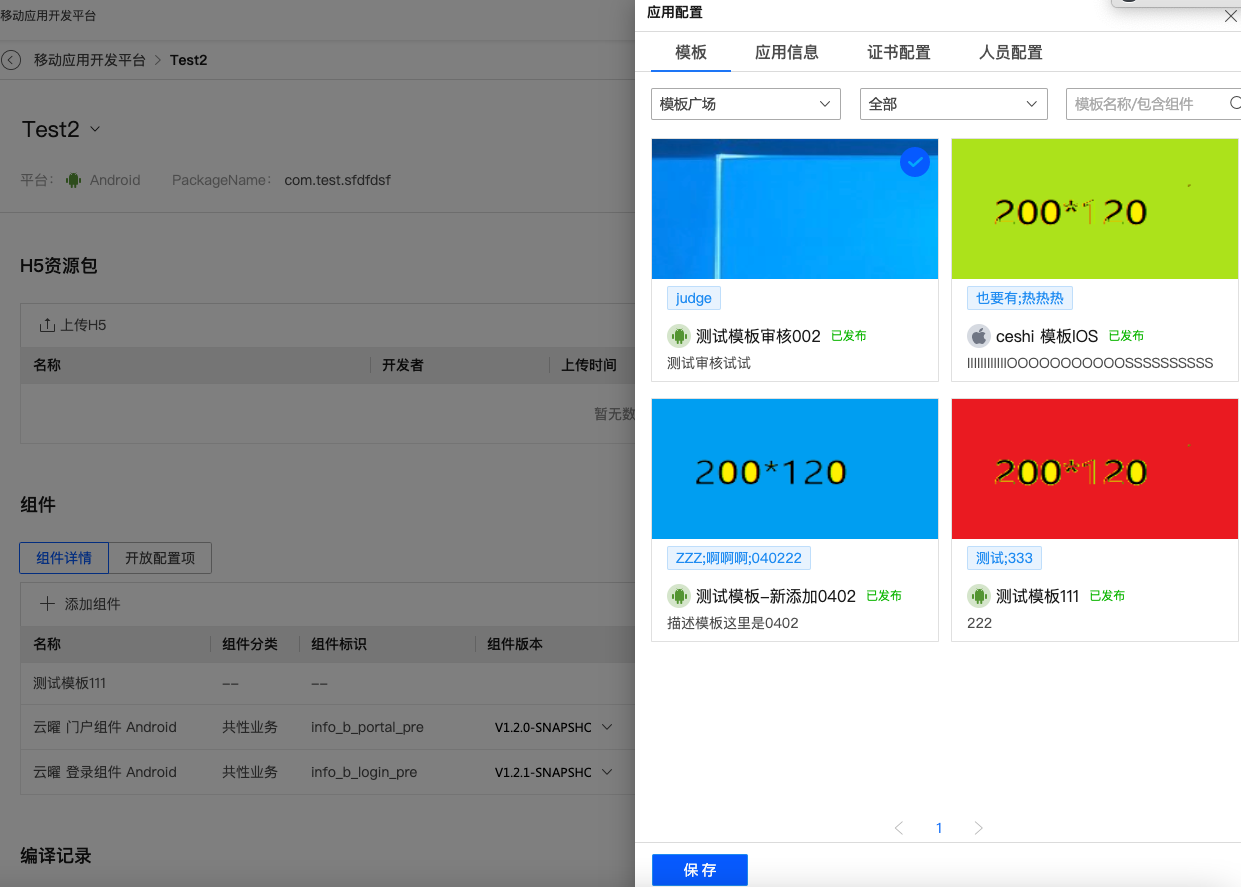 移动应用开发平台
移动应用开发平台 > Test2
Test2
平台: Android PackageName: com.test.sfdfdsf
H5资源包
上传H5
名称 开发者 上传时间
暂无数
组件
组件详情 开放配置项
添加组件
名称 组件分类 组件标识 组件版本
测试模板111 -- --
云曜 门户组件 Android 共性业务 info_b_portal_pre V1.2.0-SNAPSHO
云曜 登录组件 Android 共性业务 info_b_login_pre V1.2.1-SNAPSHO
编译记录
应用配置
模板 应用信息 证书配置 人员配置
模板广场 全部 模板名称/包含组件
judge
测试模板审核002 已发布
测试审核试试
200*120
也要有;热热热
ceshi 模板IOS 已发布
IIIIIIIIIIIIOOOOOOOOOOOSSSSSSSSSS
200*120
ZZZ;啊啊啊;040222
测试模板-新添加0402 已发布
描述模板这里是0402
200*120
测试;333
测试模板111 已发布
222
< 1 >
保 存